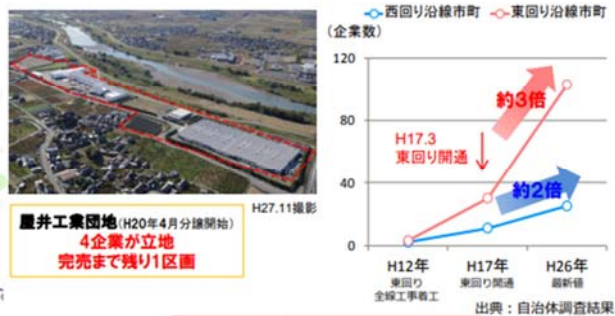 西回り沿線市町 東回り沿線市町
(企業数)
120
80
40
0
約3倍
H17.3
東回り開通
約2倍
H12年 H17年 H26年
東回り 東回り開通 最新値
全線工事着工
出典：自治体調査結果
H27.11撮影
屋井工業団地(H20年4月分譲開始)
4企業が立地
完売まで残り1区画